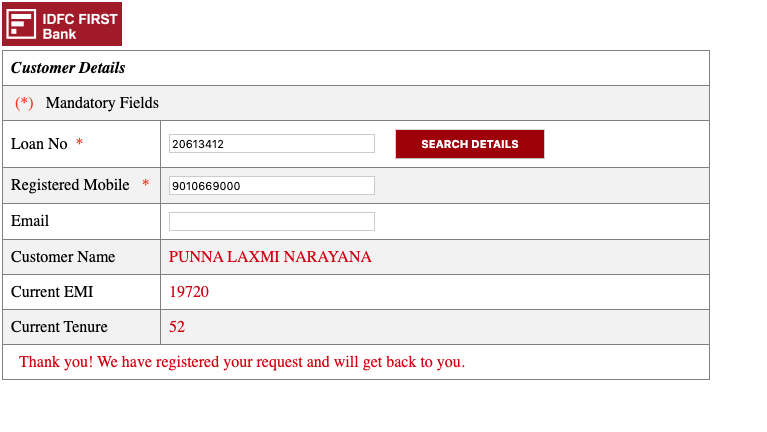 IDFC FIRST
Bank
Customer Details
(*) Mandatory Fields
Loan No * 20613412 SEARCH DETAILS
Registered Mobile * 9010669000
Email
Customer Name PUNNA LAXMI NARAYANA
Current EMI 19720
Current Tenure 52
Thank you! We have registered your request and will get back to you.